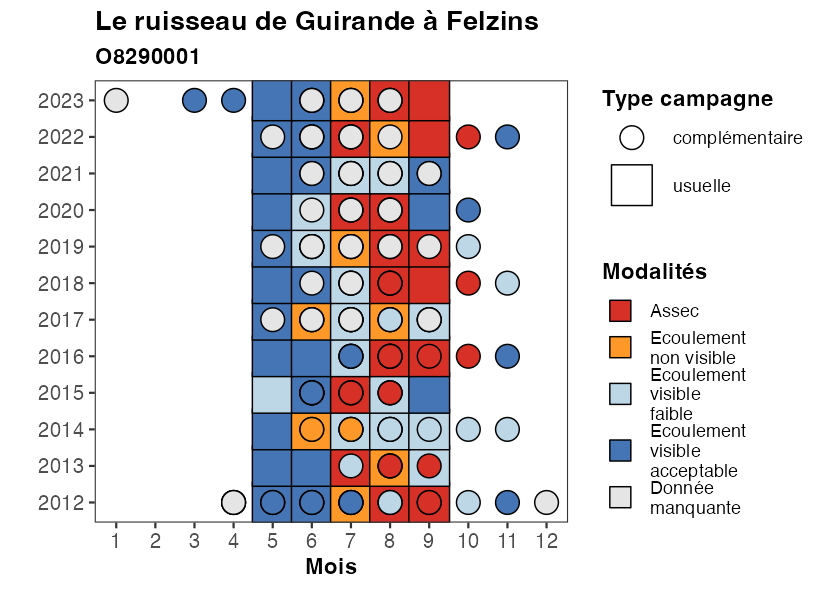 Le ruisseau de Guirande à Felzins
O8290001
2023
2022
2021
2020
2019
2018
2017
2016
2015
2014
2013
2012
1 2 3 4 5 6 7 8 9 10 11 12
Mois
Type campagne
complémentaire
usuelle
Modalités
Assec
Ecoulement
non visible
Ecoulement
visible
faible
Ecoulement
visible
acceptable
Donnée
manquante